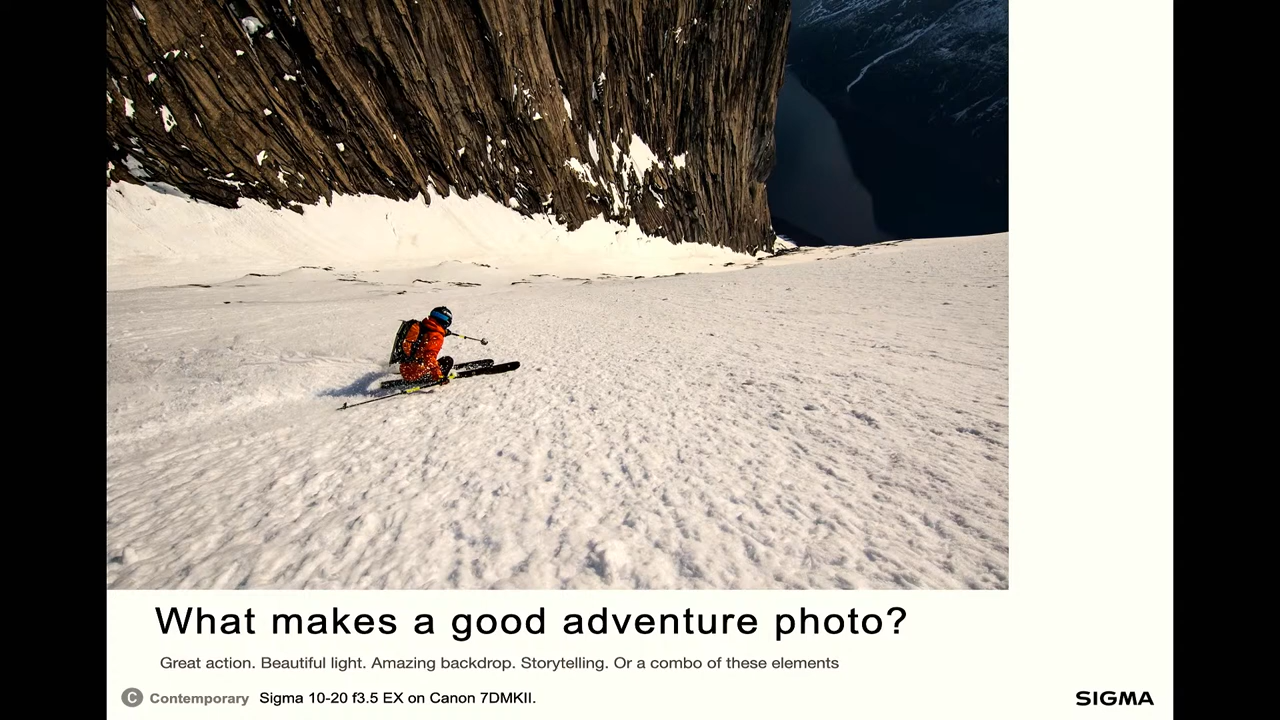 What makes a good adventure photo?
Great action. Beautiful light. Amazing backdrop. Storytelling. Or a combo of these elements
C Contemporary Sigma 10-20 f3.5 EX on Canon 7DMKII.
SIGMA